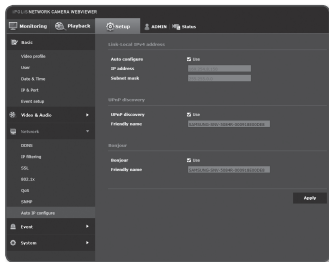 iPOLiS NETWORK CAMERA WEBVIEWER
Monitoring
Playback
Setup
ADMIN
Status
Basic
Video profile
User
Date & Time
IP & Port
Event setup
Video & Audio
Network
DDNS
IP filtering
SSL
802.1x
QoS
SNMP
Auto IP configure
Event
System
Link-Local IPv4 address
Auto configure
Use
IP address
Subnet mask
UPnP discovery
UPnP discovery
Use
Friendly name
Bonjour
Bonjour
Use
Friendly name
Apply